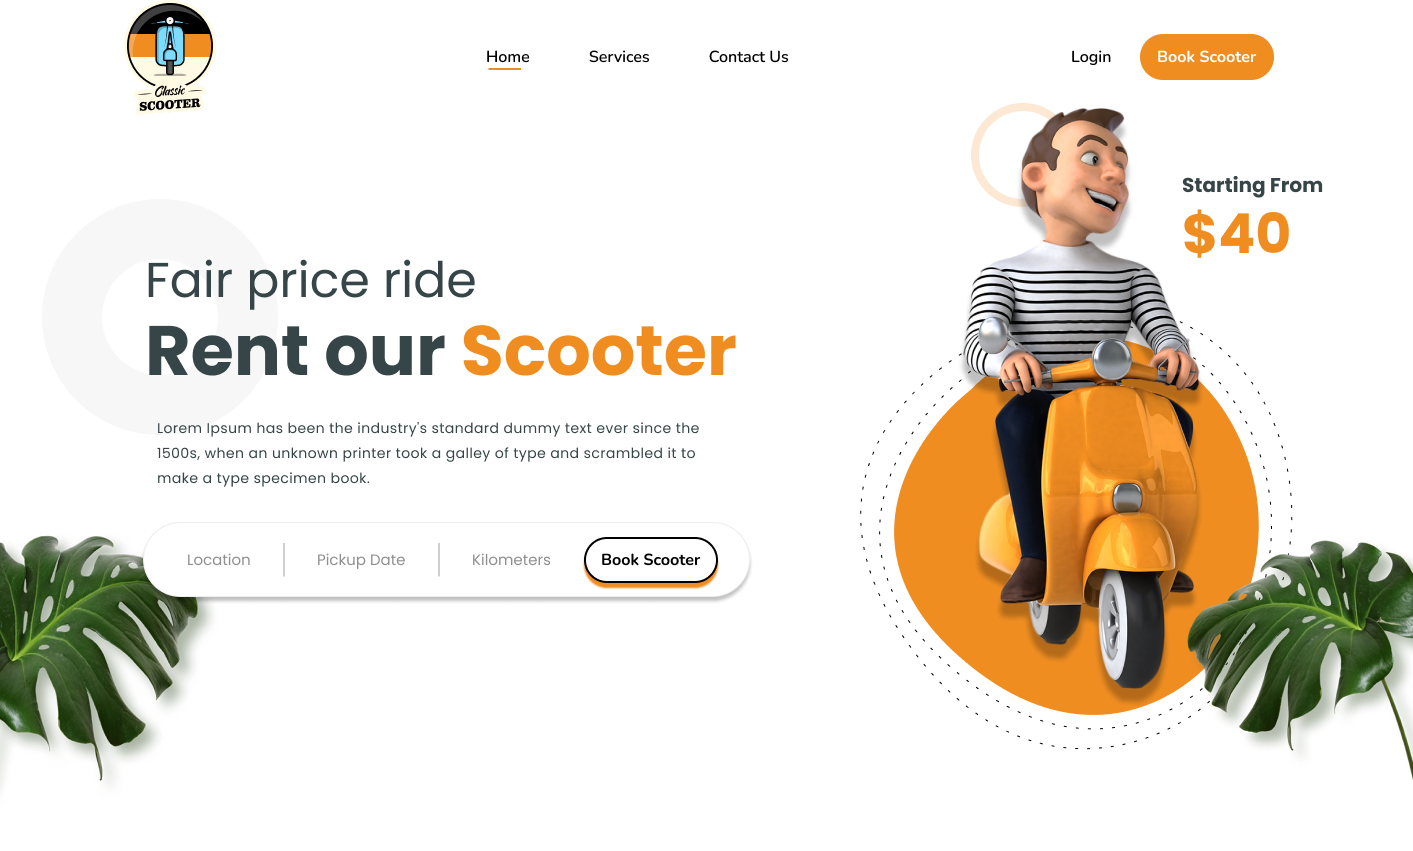 Classic
SCOOTER
Home
Services
Contact Us
Login
Book Scooter
Starting From
$40
Fair price ride
Rent our Scooter
Lorem Ipsum has been the industry's standard dummy text ever since the
1500s, when an unknown printer took a galley of type and scrambled it to
make a type specimen book.
Location
Pickup Date
Kilometers
Book Scooter